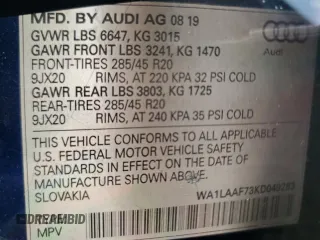 MFD. BY AUDI AG 08 19
GVWR LBS 6647, KG 3015
GAWR FRONT LBS 3241, KG 1470
FRONT-TIRES 285/45 R20
9JX20 RIMS, AT 220 KPA 32 PSI COLD
GAWR REAR LBS 3803, KG 1725
REAR-TIRES 285/45 R20
9JX20 RIMS, AT 240 KPA 35 PSI COLD
Audi
THIS VEHICLE CONFORMS TO ALL APPLICABLE
U.S. FEDERAL MOTOR VEHICLE SAFETY
STANDARDS IN EFFECT ON THE DATE OF
MANUFACTURE SHOWN ABOVE.
SLOVAKIA
MPV
DREAMBID